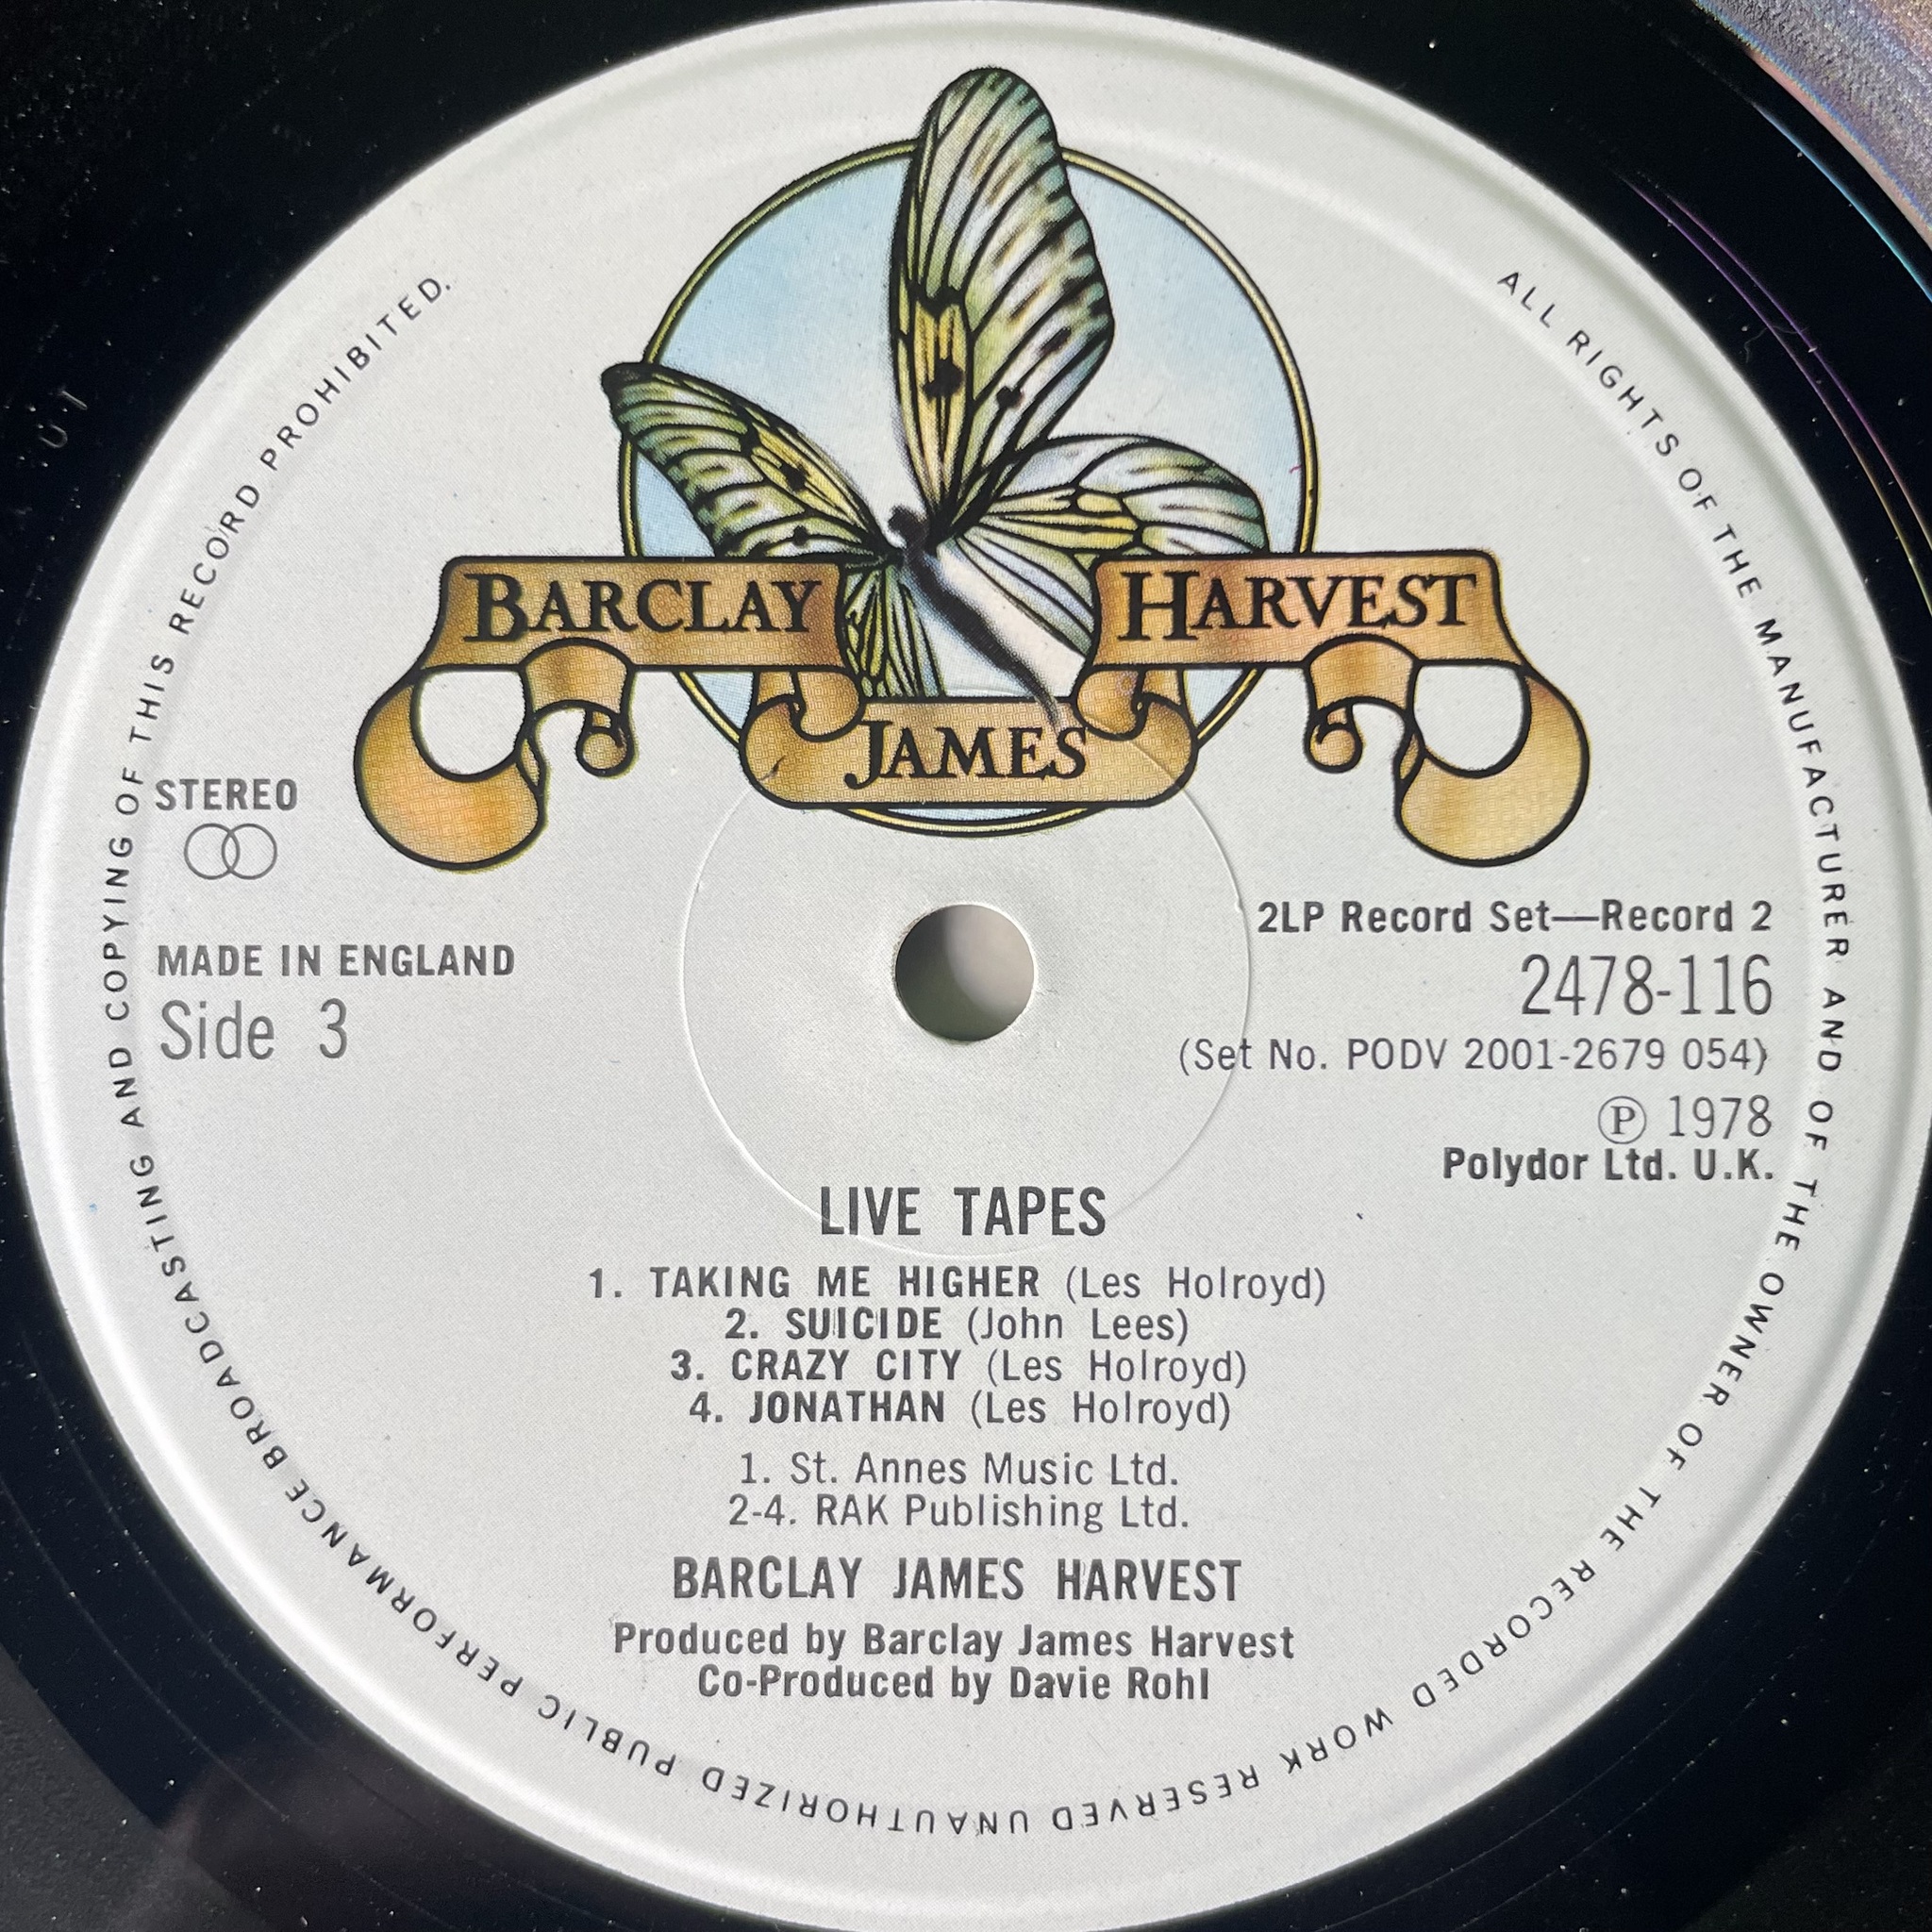 BARCLAY
JAMES
HARVEST
STEREO
MADE IN ENGLAND
Side 3
2LP Record Set—Record 2
2478-116
(Set No. PODV 2001-2679 054)
Ⓟ 1978
Polydor Ltd. U.K.
LIVE TAPES
1. TAKING ME HIGHER (Les Holroyd)
2. SUICIDE (John Lees)
3. CRAZY CITY (Les Holroyd)
4. JONATHAN (Les Holroyd)
1. St. Annes Music Ltd.
2-4. RAK Publishing Ltd.
BARCLAY JAMES HARVEST
Produced by Barclay James Harvest
Co-Produced by Davie Rohl
ALL RIGHTS OF THE MANUFACTURER AND OF THE OWNER OF THE RECORDED WORK RESERVED UNAUTHORIZED PUBLIC PERFORMANCE BROADCASTING AND COPYING OF THIS RECORD PROHIBITED.